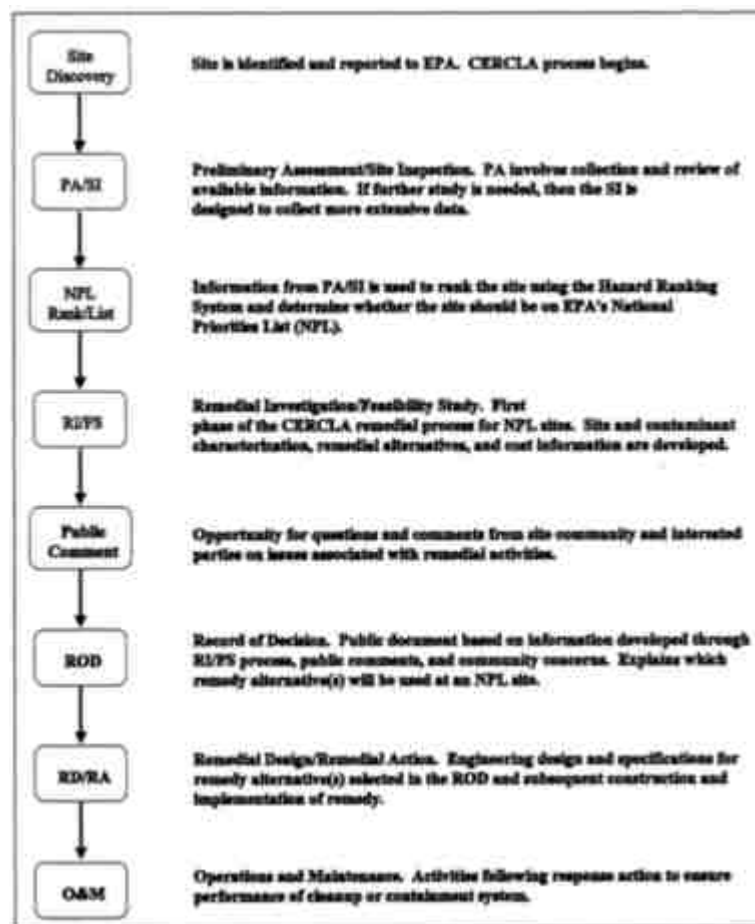 Site
Discovery
Site is identified and reported to EPA. CERCLA process begins.
PA/SI
Preliminary Assessment/Site Inspection. PA involves collection and review of
available information. If further study is needed, then the SI is
designed to collect more extensive data.
NPL
Rank/List
Information from PA/SI is used to rank the site using the Hazard Ranking
System and determine whether the site should be on EPA's National
Priorities List (NPL).
RI/FS
Remedial Investigation/Feasibility Study. First
phase of the CERCLA remedial process for NPL sites. Site and contaminant
characterization, remedial alternatives, and cost information are developed.
Public
Comment
Opportunity for questions and comments from site community and interested
parties on issues associated with remedial activities.
ROD
Record of Decision. Public document based on information developed through
RI/FS process, public comments, and community concerns. Explains which
remedy alternative(s) will be used at an NPL site.
RD/RA
Remedial Design/Remedial Action. Engineering design and specifications for
remedy alternative(s) selected in the ROD and subsequent construction and
implementation of remedy.
O&M
Operations and Maintenance. Activities following response action to ensure
performance of cleanup or containment system.